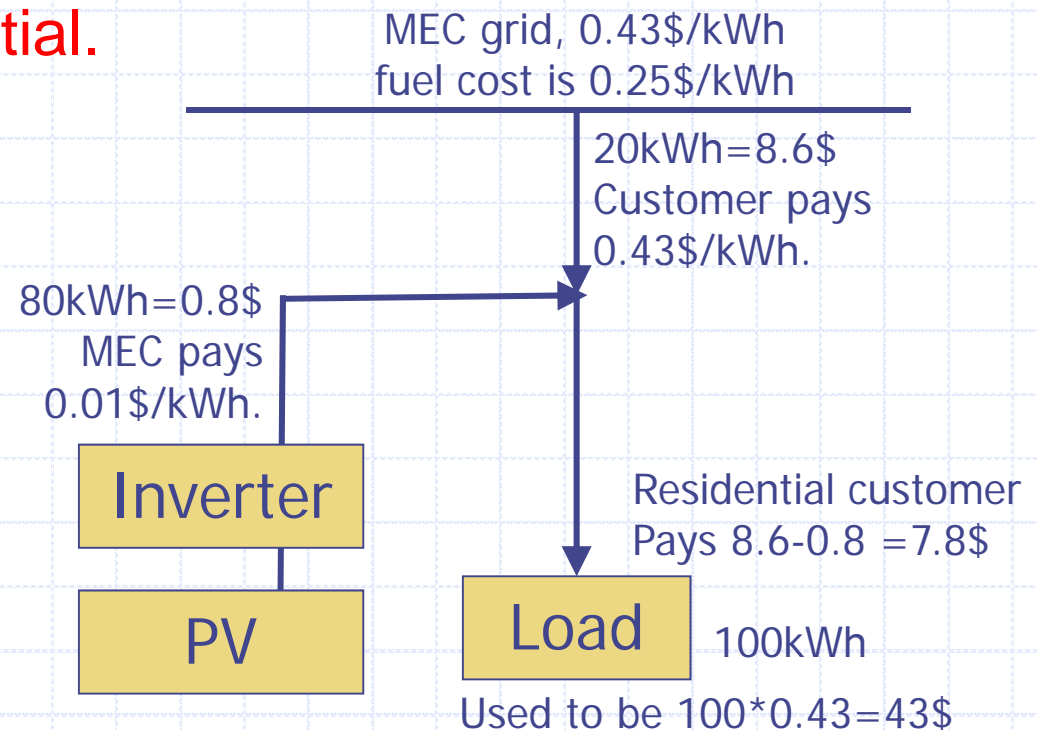 tial.
MEC grid, 0.43$/kWh
fuel cost is 0.25$/kWh
20kWh=8.6$
Customer pays
0.43$/kWh.
80kWh=0.8$
MEC pays
0.01$/kWh.
Inverter
PV
Residential customer
Pays 8.6-0.8 =7.8$
Load
100kWh
Used to be 100*0.43=43$